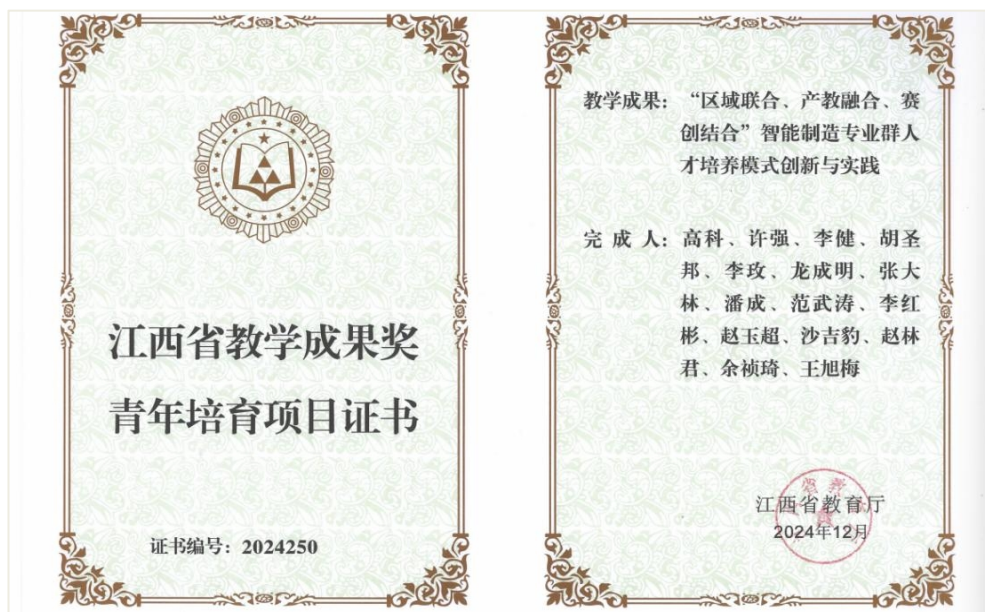 江西省教学成果奖
青年培育项目证书
证书编号：2024250
教学成果：“区域联合、产教融合、赛
创结合”智能制造专业群人
才培养模式创新与实践
完成人：高科、许强、李健、胡圣
邦、李玫、龙成明、张大
林、潘成、范武涛、李红
彬、赵玉超、沙吉豹、赵林
君、余祯琦、王旭梅
江西省教育厅
2024年12月